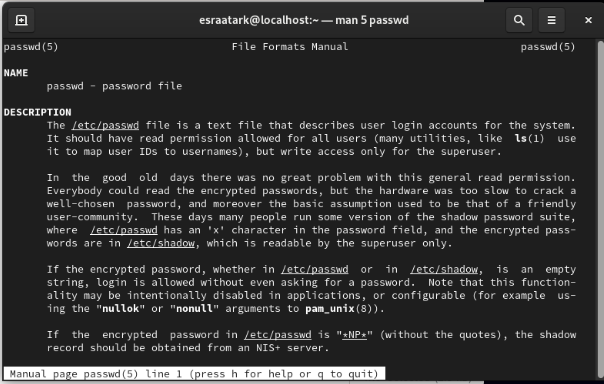 esraatark@localhost:~ — man 5 passwd
passwd(5) File Formats Manual passwd(5)
NAME
passwd - password file
DESCRIPTION
The /etc/passwd file is a text file that describes user login accounts for the system.
It should have read permission allowed for all users (many utilities, like ls(1) use
it to map user IDs to usernames), but write access only for the superuser.
In the good old days there was no great problem with this general read permission.
Everybody could read the encrypted passwords, but the hardware was too slow to crack a
well-chosen password, and moreover the basic assumption used to be that of a friendly
user-community. These days many people run some version of the shadow password suite,
where /etc/passwd has an 'x' character in the password field, and the encrypted pass-
words are in /etc/shadow, which is readable by the superuser only.
If the encrypted password, whether in /etc/passwd or in /etc/shadow, is an empty
string, login is allowed without even asking for a password. Note that this function-
ality may be intentionally disabled in applications, or configurable (for example us-
ing the "nullok" or "nonull" arguments to pam_unix(8)).
If the encrypted password in /etc/passwd is "*NP*" (without the quotes), the shadow
record should be obtained from an NIS+ server.
Manual page passwd(5) line 1 (press h for help or q to quit)